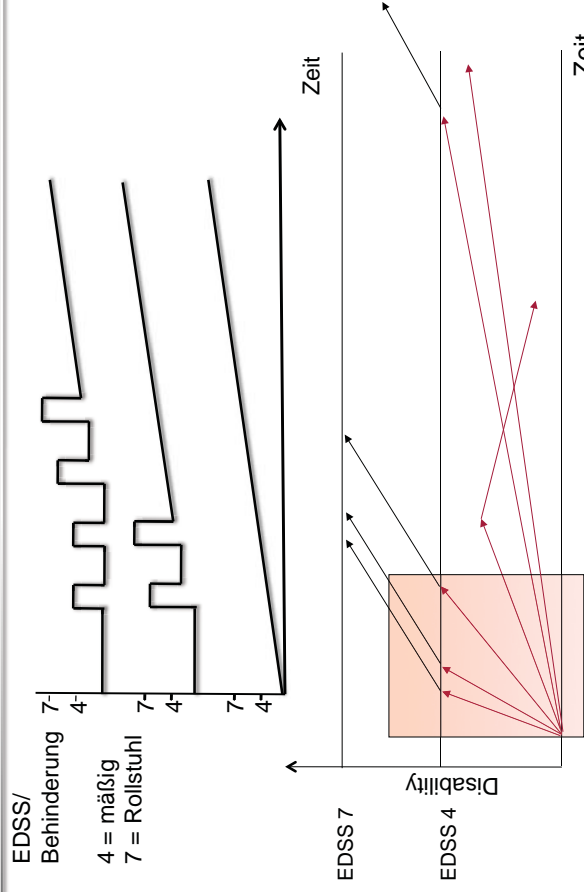 EDSS/
Behinderung
4 = mäßig
7 = Rollstuhl
7
4
7
4
7
4
Zeit
EDSS 7
EDSS 4
Disability
Zeit